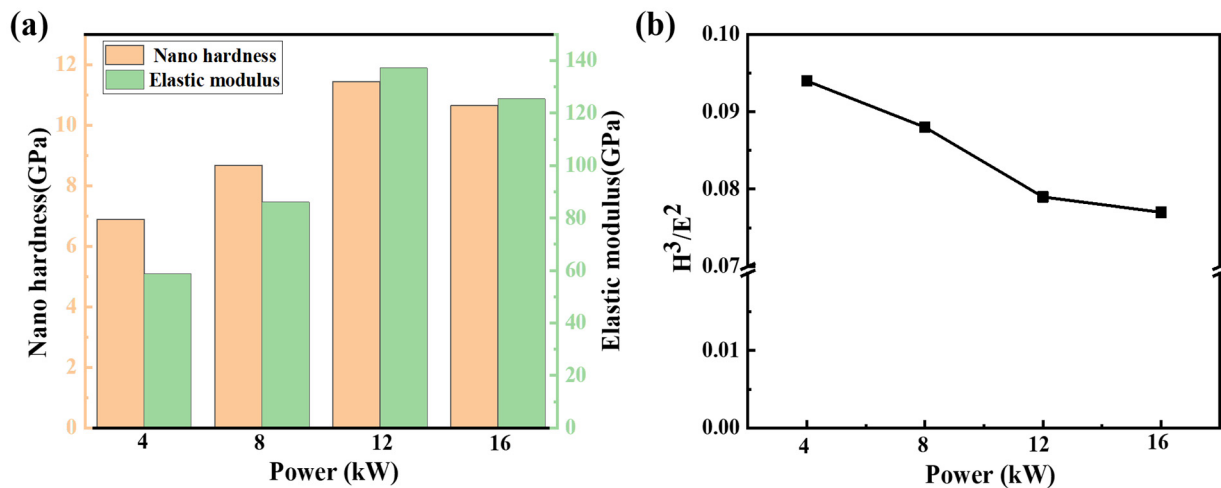 (a)
Nano hardness
Elastic modulus
Nano hardness(GPa)
12
10
8
6
4
2
0
140
120
100
80
60
40
20
0
Elastic modulus(GPa)
4 8 12 16
Power (kW)
(b)
H³/E²
0.10
0.09
0.08
0.07
0.01
0.00
4 8 12 16
Power (kW)